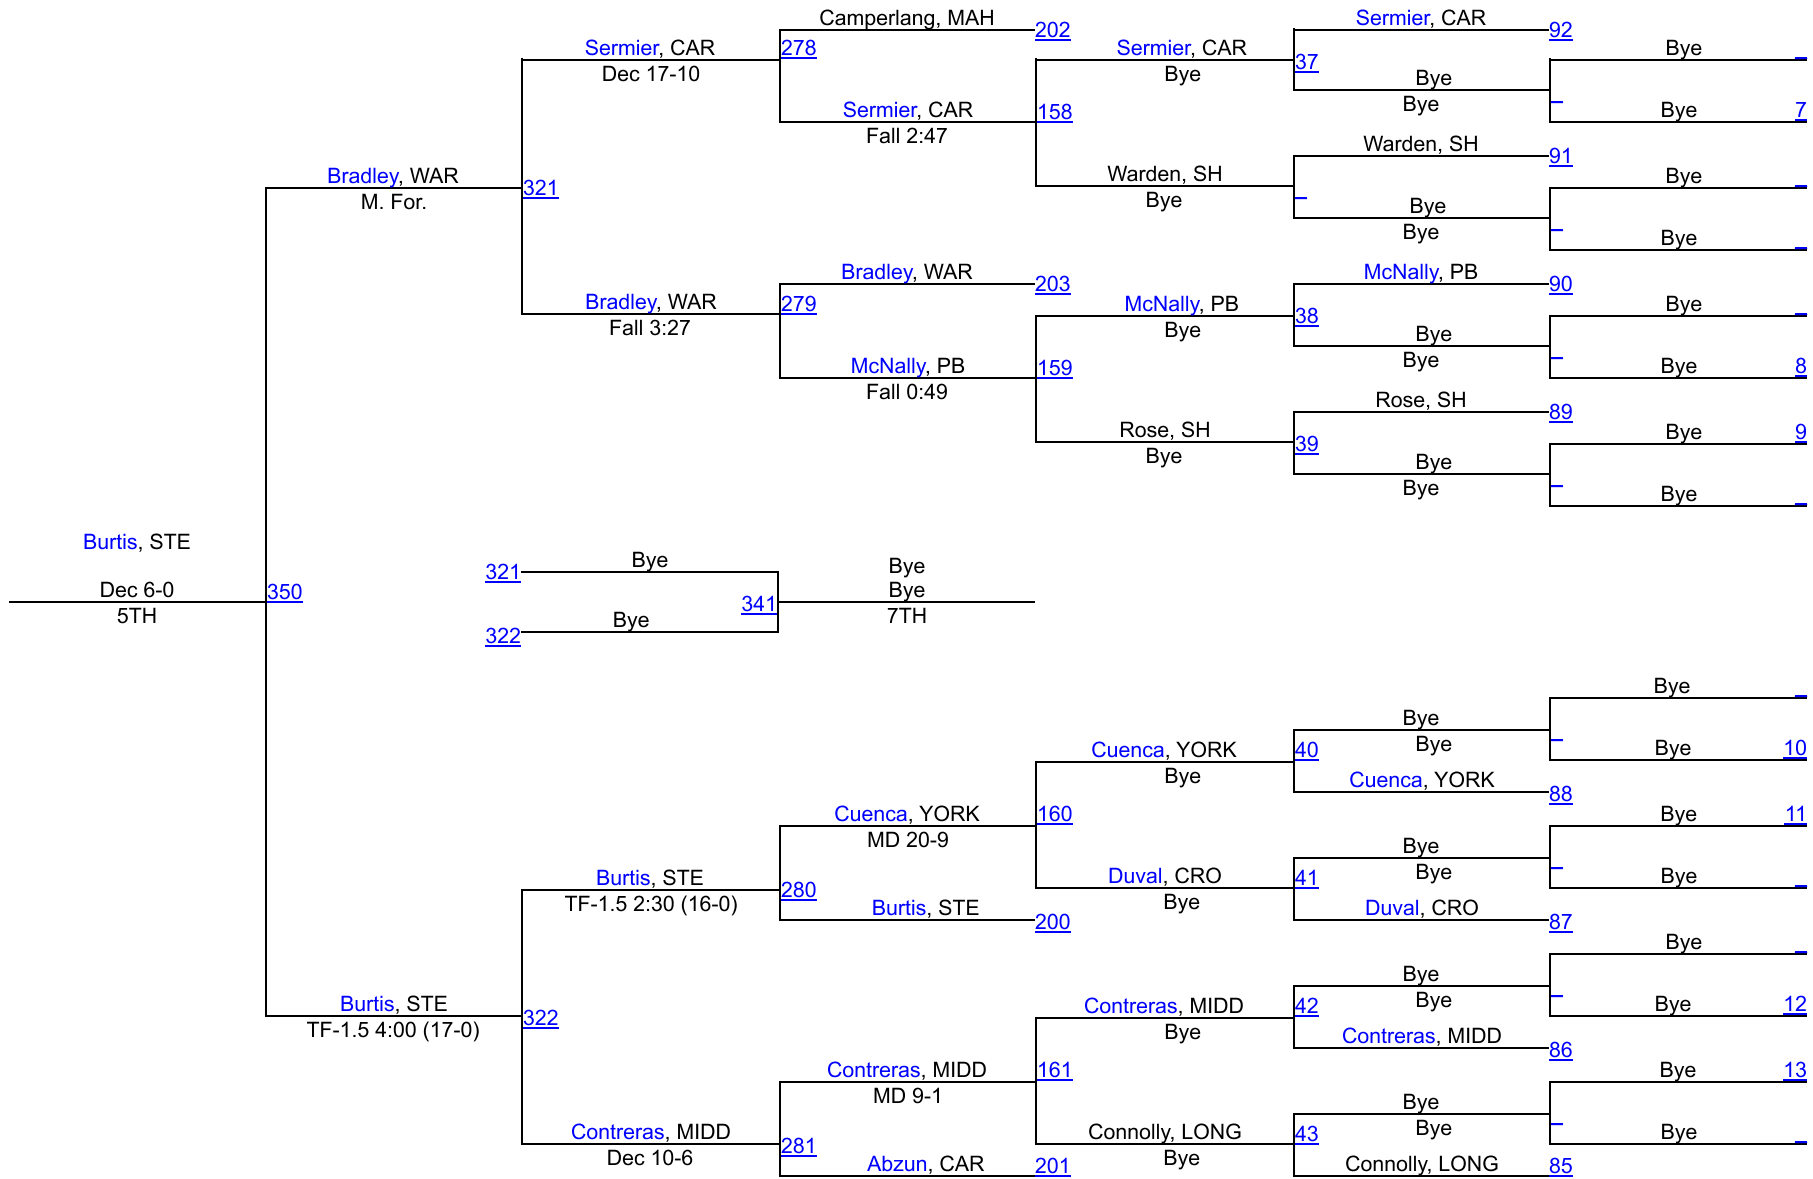 Camperlang, MAH
202
Sermier, CAR
92
Sermier, CAR
278
Sermier, CAR
37
Bye
Dec 17-10
Bye
Bye
Bye
Sermier, CAR
158
Bye
7
Fall 2:47
Warden, SH
91
Bradley, WAR
321
Warden, SH
Bye
M. For.
Bye
Bye
Bye
Bye
Bradley, WAR
203
McNally, PB
90
Bradley, WAR
279
McNally, PB
38
Bye
Fall 3:27
Bye
Bye
Bye
McNally, PB
159
Bye
8
Fall 0:49
Rose, SH
89
Rose, SH
39
Bye
9
Bye
Bye
Bye
Bye
Burtis, STE
321
Bye
Bye
Dec 6-0
350
341
Bye
5TH
322
Bye
7TH
Bye
Bye
Cuenca, YORK
40
Bye
Bye
10
Bye
Cuenca, YORK
88
Cuenca, YORK
160
Bye
11
MD 20-9
Bye
Burtis, STE
280
Duval, CRO
41
Bye
Bye
TF-1.5 2:30 (16-0)
Bye
Burtis, STE
200
Duval, CRO
87
Bye
Bye
Burtis, STE
322
Contreras, MIDD
42
Bye
Bye
12
TF-1.5 4:00 (17-0)
Bye
Contreras, MIDD
86
Contreras, MIDD
161
Bye
13
MD 9-1
Bye
Contreras, MIDD
281
Connolly, LONG
43
Bye
Bye
Dec 10-6
Bye
Abzun, CAR
201
Connolly, LONG
85